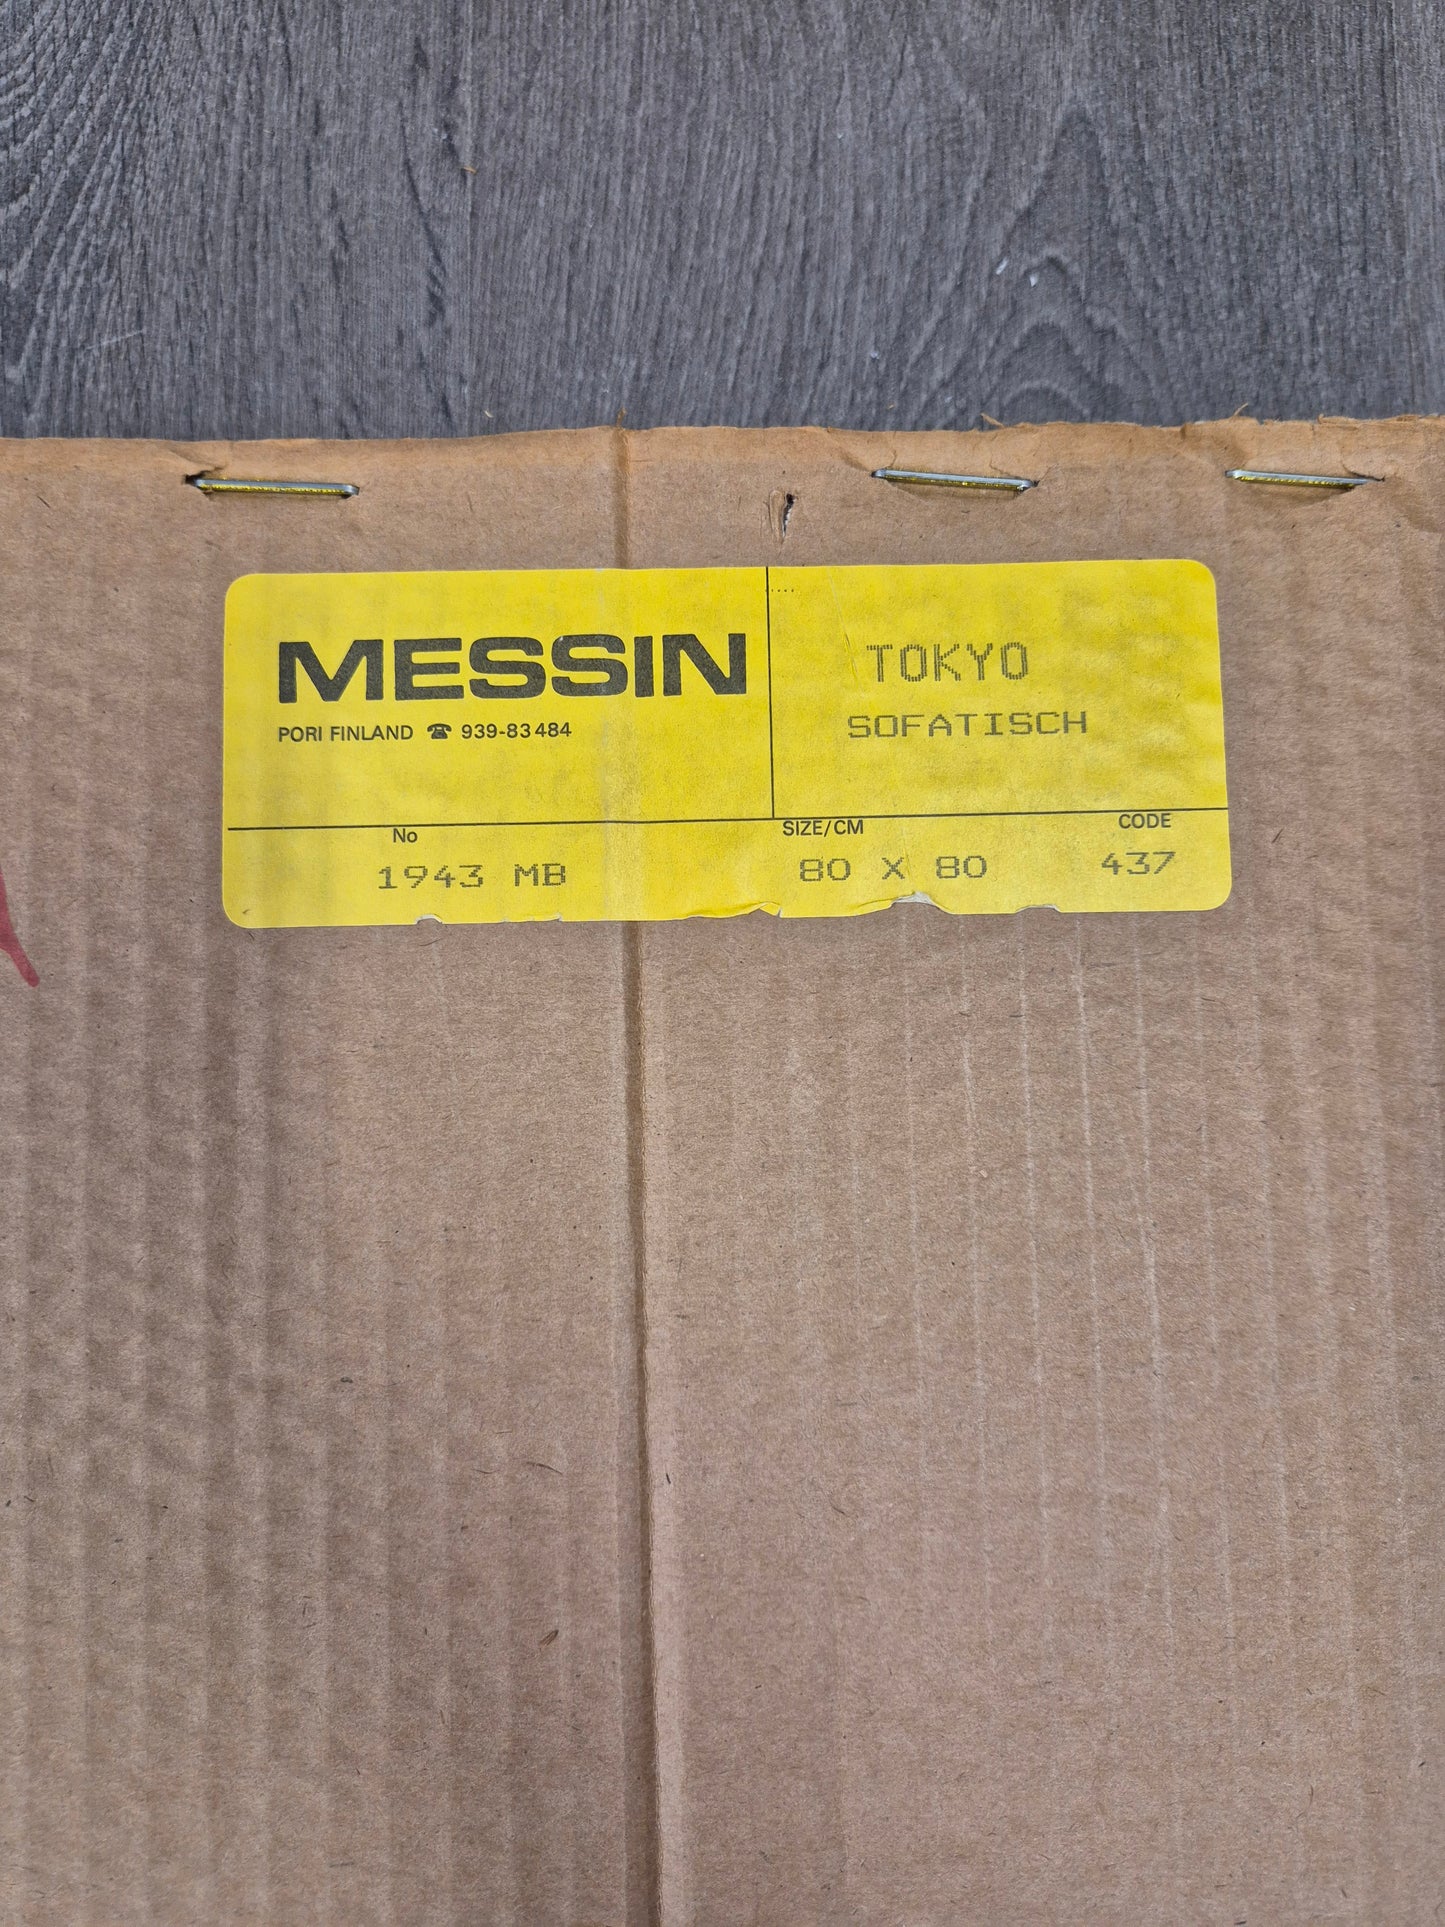 MESSIN
PORI FINLAND ☎ 939-83484
TOKYO
SOFATISCH
No
1943 MB
SIZE/CM
80 X 80
CODE
437